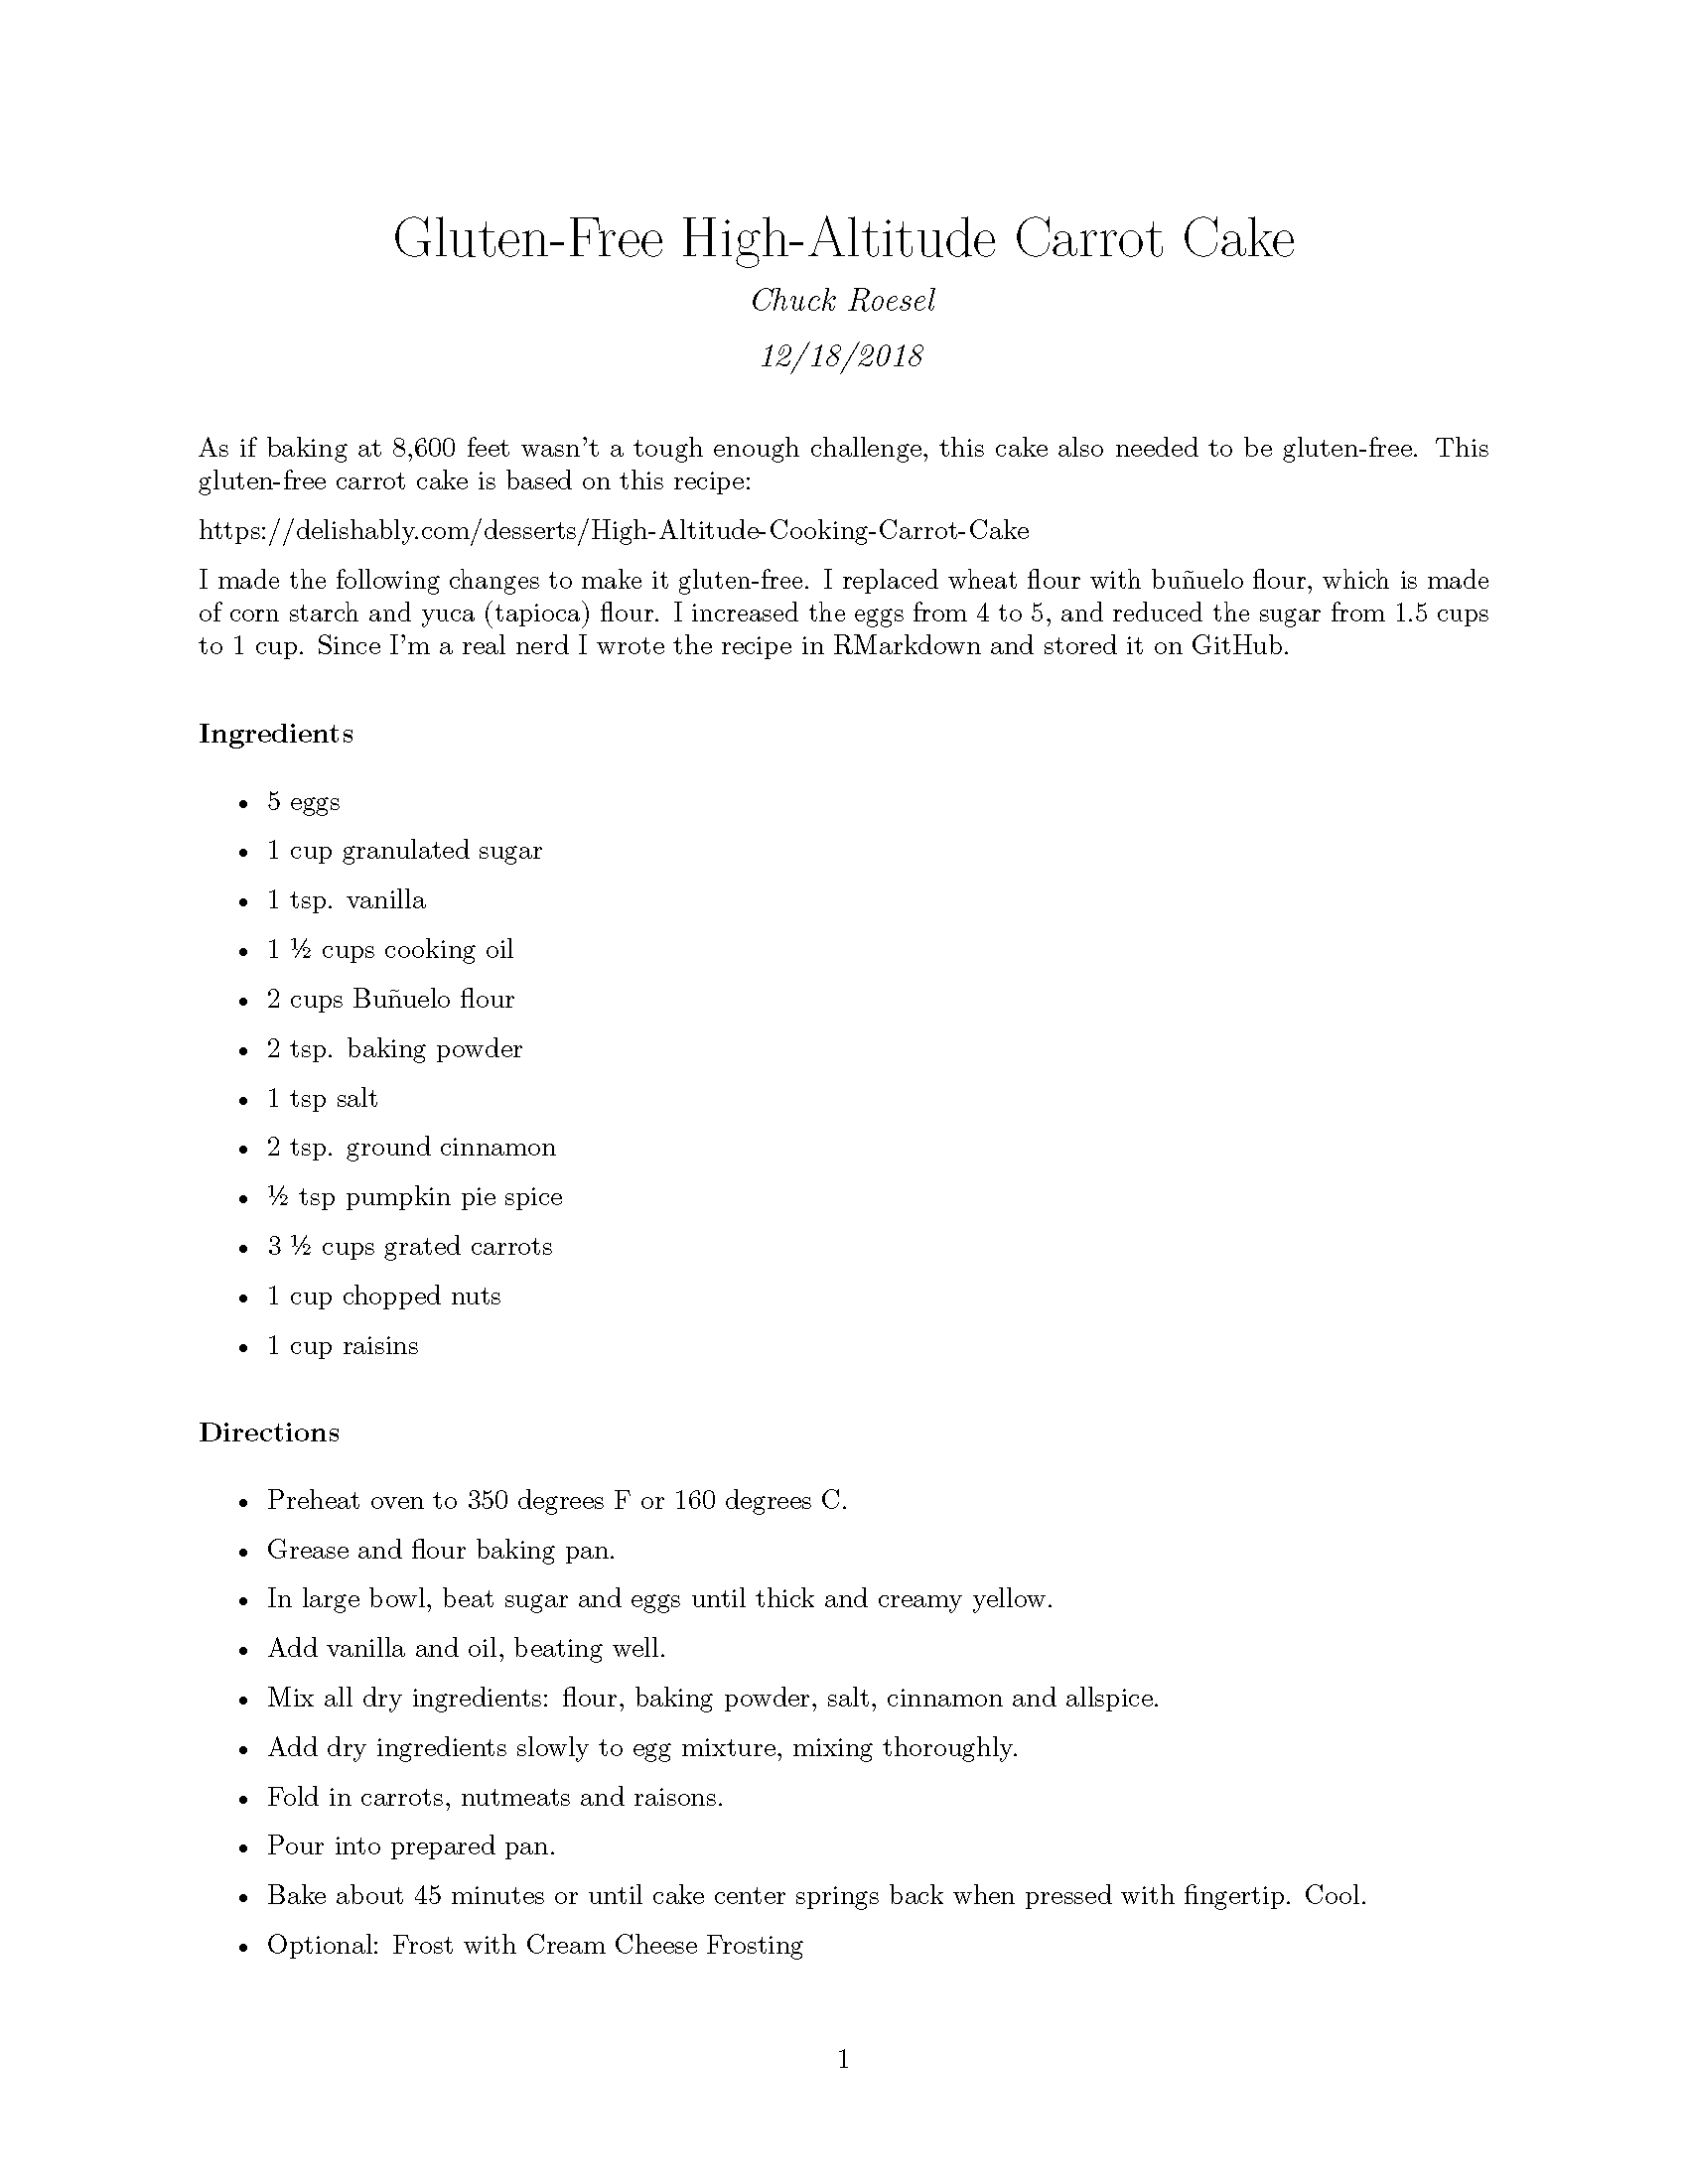 Gluten-Free High-Altitude Carrot Cake
Chuck Roesel
12/18/2018
As if baking at 8,600 feet wasn't a tough enough challenge, this cake also needed to be gluten-free. This
gluten-free carrot cake is based on this recipe:
https://delishably.com/desserts/High-Altitude-Cooking-Carrot-Cake
I made the following changes to make it gluten-free. I replaced wheat flour with buñuelo flour, which is made
of corn starch and yuca (tapioca) flour. I increased the eggs from 4 to 5, and reduced the sugar from 1.5 cups
to 1 cup. Since I'm a real nerd I wrote the recipe in RMarkdown and stored it on GitHub.
Ingredients
• 5 eggs
• 1 cup granulated sugar
• 1 tsp. vanilla
• 1 ½ cups cooking oil
• 2 cups Buñuelo flour
• 2 tsp. baking powder
• 1 tsp salt
• 2 tsp. ground cinnamon
• ½ tsp pumpkin pie spice
• 3 ½ cups grated carrots
• 1 cup chopped nuts
• 1 cup raisins
Directions
• Preheat oven to 350 degrees F or 160 degrees C.
• Grease and flour baking pan.
• In large bowl, beat sugar and eggs until thick and creamy yellow.
• Add vanilla and oil, beating well.
• Mix all dry ingredients: flour, baking powder, salt, cinnamon and allspice.
• Add dry ingredients slowly to egg mixture, mixing thoroughly.
• Fold in carrots, nutmeats and raisons.
• Pour into prepared pan.
• Bake about 45 minutes or until cake center springs back when pressed with fingertip. Cool.
• Optional: Frost with Cream Cheese Frosting
1